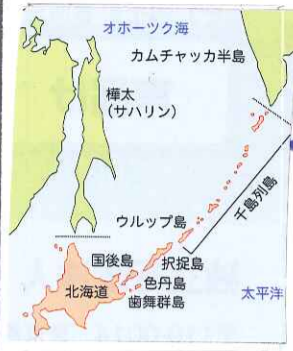 オホーツク海
カムチャッカ半島
樺太
(サハリン)
千島列島
ウルップ島
国後島
択捉島
北海道
色丹島
歯舞群島
太平洋